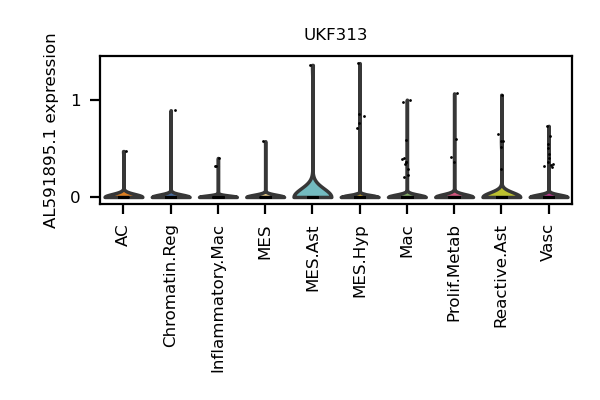 UKF313
AL591895.1 expression
1
0
AC
Chromatin.Reg
Inflammatory.Mac
MES
MES.Ast
MES.Hyp
Mac
Prolif.Metab
Reactive.Ast
Vasc